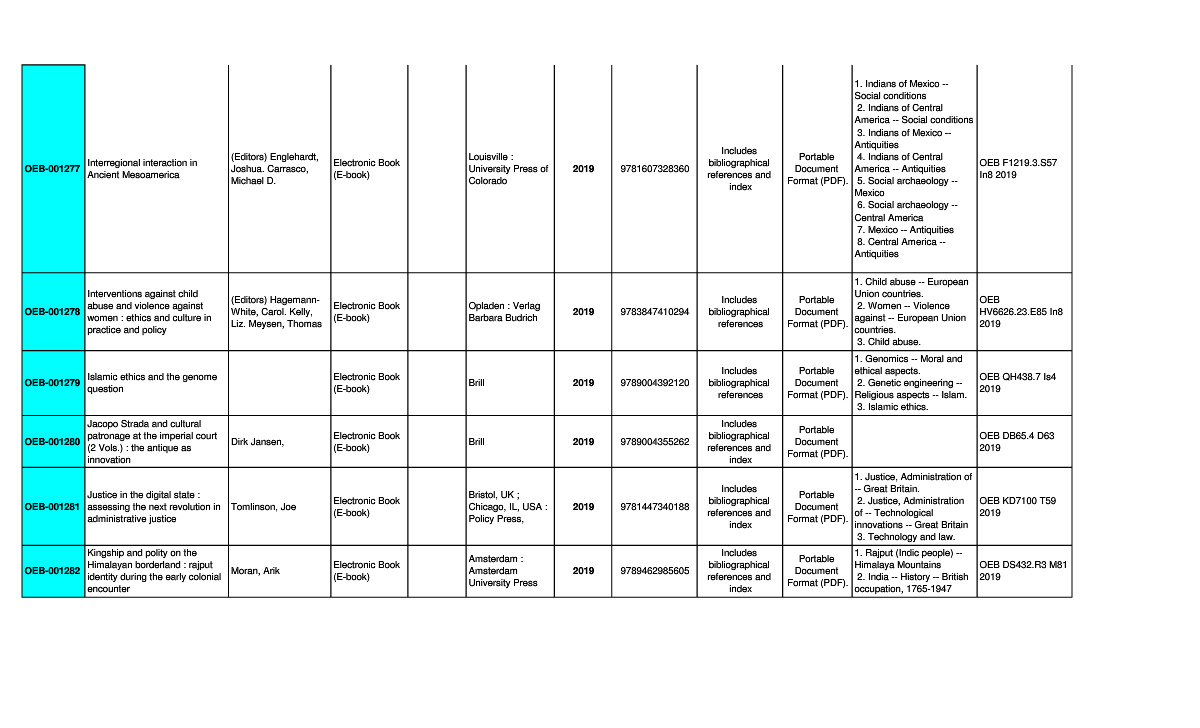 OEB-001277
Interregional interaction in
Ancient Mesoamerica
(Editors) Englehardt,
Joshua. Carrasco,
Michael D.
Electronic Book
(E-book)
Louisville :
University Press of
Colorado
2019
9781607328360
Includes
bibliographical
references and
index
Portable
Document
Format (PDF).
1. Indians of Mexico --
Social conditions
2. Indians of Central
America -- Social conditions
3. Indians of Mexico --
Antiquities
4. Indians of Central
America -- Antiquities
5. Social archaeology --
Mexico
6. Social archaeology --
Central America
7. Mexico -- Antiquities
8. Central America --
Antiquities
OEB F1219.3.S57
In8 2019
OEB-001278
Interventions against child
abuse and violence against
women : ethics and culture in
practice and policy
(Editors) Hagemann-
White, Carol. Kelly,
Liz. Meysen, Thomas
Electronic Book
(E-book)
Opladen : Verlag
Barbara Budrich
2019
9783847410294
Includes
bibliographical
references
Portable
Document
Format (PDF).
1. Child abuse -- European
Union countries.
2. Women -- Violence
against -- European Union
countries.
3. Child abuse.
OEB
HV6626.23.E85 In8
2019
OEB-001279
Islamic ethics and the genome
question
Electronic Book
(E-book)
Brill
2019
9789004392120
Includes
bibliographical
references
Portable
Document
Format (PDF).
1. Genomics -- Moral and
ethical aspects.
2. Genetic engineering --
Religious aspects -- Islam.
3. Islamic ethics.
OEB QH438.7 Is4
2019
OEB-001280
Jacopo Strada and cultural
patronage at the imperial court
(2 Vols.) : the antique as
innovation
Dirk Jansen,
Electronic Book
(E-book)
Brill
2019
9789004355262
Includes
bibliographical
references and
index
Portable
Document
Format (PDF).
OEB DB65.4 D63
2019
OEB-001281
Justice in the digital state :
assessing the next revolution in
administrative justice
Tomlinson, Joe
Electronic Book
(E-book)
Bristol, UK ;
Chicago, IL, USA :
Policy Press,
2019
9781447340188
Includes
bibliographical
references and
index
Portable
Document
Format (PDF).
1. Justice, Administration of
-- Great Britain.
2. Justice, Administration
of -- Technological
innovations -- Great Britain
3. Technology and law.
OEB KD7100 T59
2019
OEB-001282
Kingship and polity on the
Himalayan borderland : rajput
identity during the early colonial
encounter
Moran, Arik
Electronic Book
(E-book)
Amsterdam :
Amsterdam
University Press
2019
9789462985605
Includes
bibliographical
references and
index
Portable
Document
Format (PDF).
1. Rajput (Indic people) --
Himalaya Mountains
2. India -- History -- British
occupation, 1765-1947
OEB DS432.R3 M81
2019